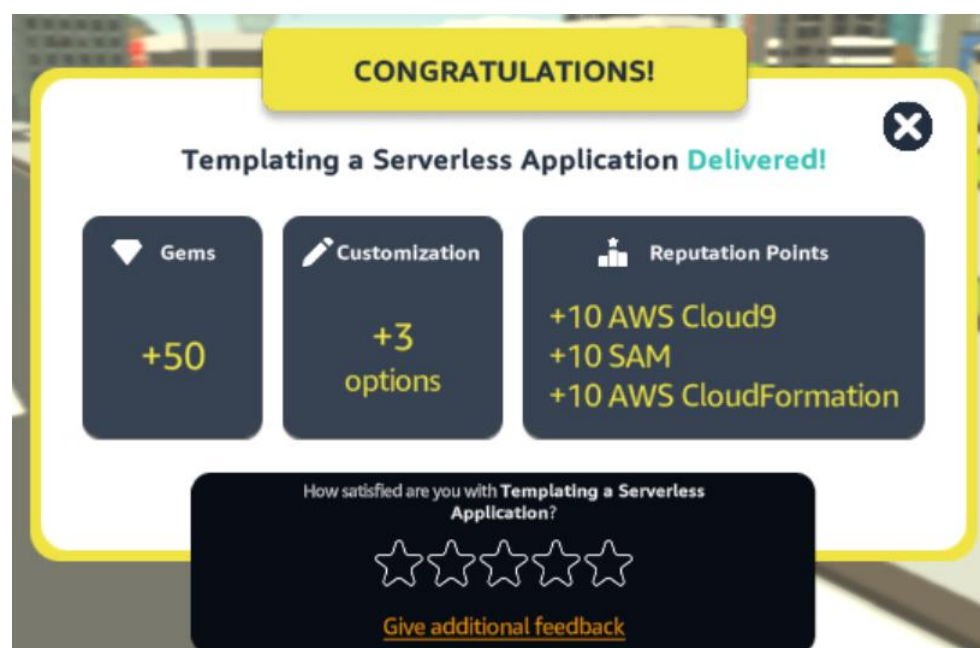 CONGRATULATIONS!
Templating a Serverless Application Delivered!
Gems
+50
Customization
+3
options
Reputation Points
+10 AWS Cloud9
+10 SAM
+10 AWS CloudFormation
How satisfied are you with Templating a Serverless
Application?
Give additional feedback